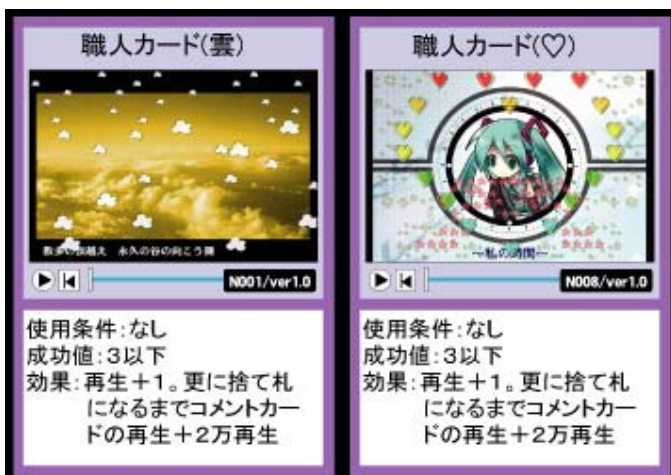 職人カード(雲)
永久の谷の向こう側
N001/ver1.0
使用条件:なし
成功値:3以下
効果:再生+1。更に捨て札
になるまでコメントカー
ドの再生+2万再生
職人カード(♡)
~私の時間~
N008/ver1.0
使用条件:なし
成功値:3以下
効果:再生+1。更に捨て札
になるまでコメントカー
ドの再生+2万再生